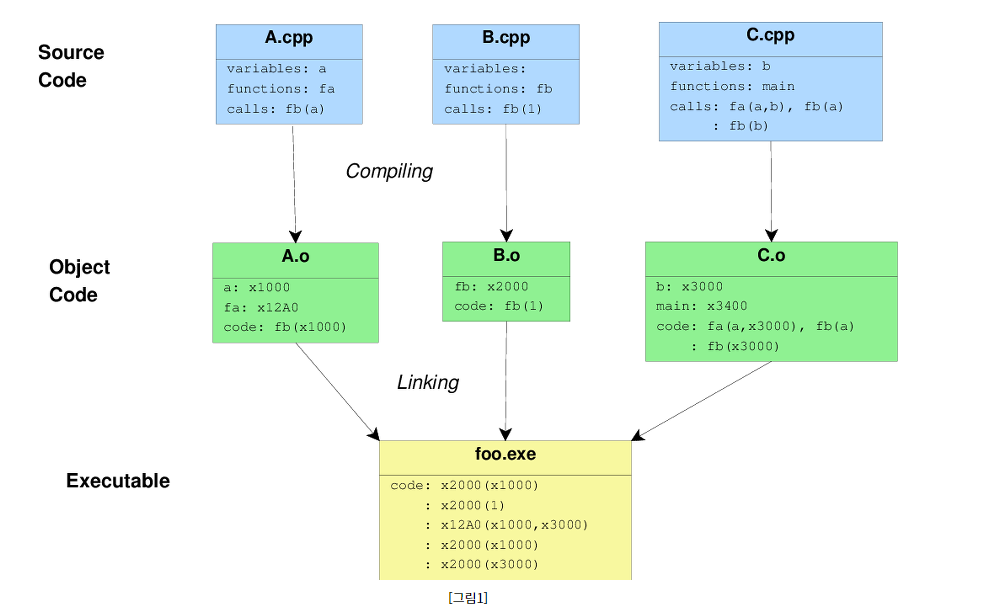 Source
Code
A.cpp
variables: a
functions: fa
calls: fb(a)
B.cpp
variables:
functions: fb
calls: fb(1)
C.cpp
variables: b
functions: main
calls: fa(a,b), fb(a)
: fb(b)
Compiling
Object
Code
A.o
a: x1000
fa: x12A0
code: fb(x1000)
B.o
fb: x2000
code: fb(1)
C.o
b: x3000
main: x3400
code: fa(a,x3000), fb(a)
: fb(x3000)
Linking
Executable
foo.exe
code: x2000(x1000)
: x2000(1)
: x12A0(x1000,x3000)
: x2000(x1000)
: x2000(x3000)
[그림1]